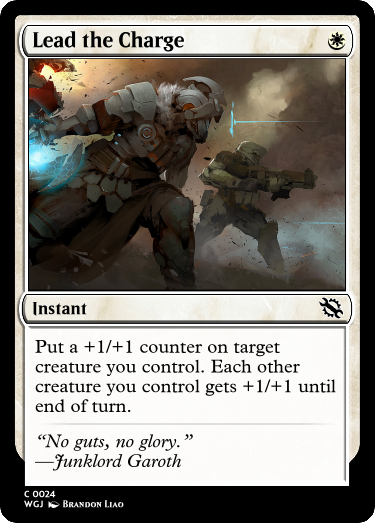 Lead the Charge
Instant
Put a +1/+1 counter on target
creature you control. Each other
creature you control gets +1/+1 until
end of turn.
“No guts, no glory.”
—Junklord Garoth
C 0024
WGJ BRANDON LIAO